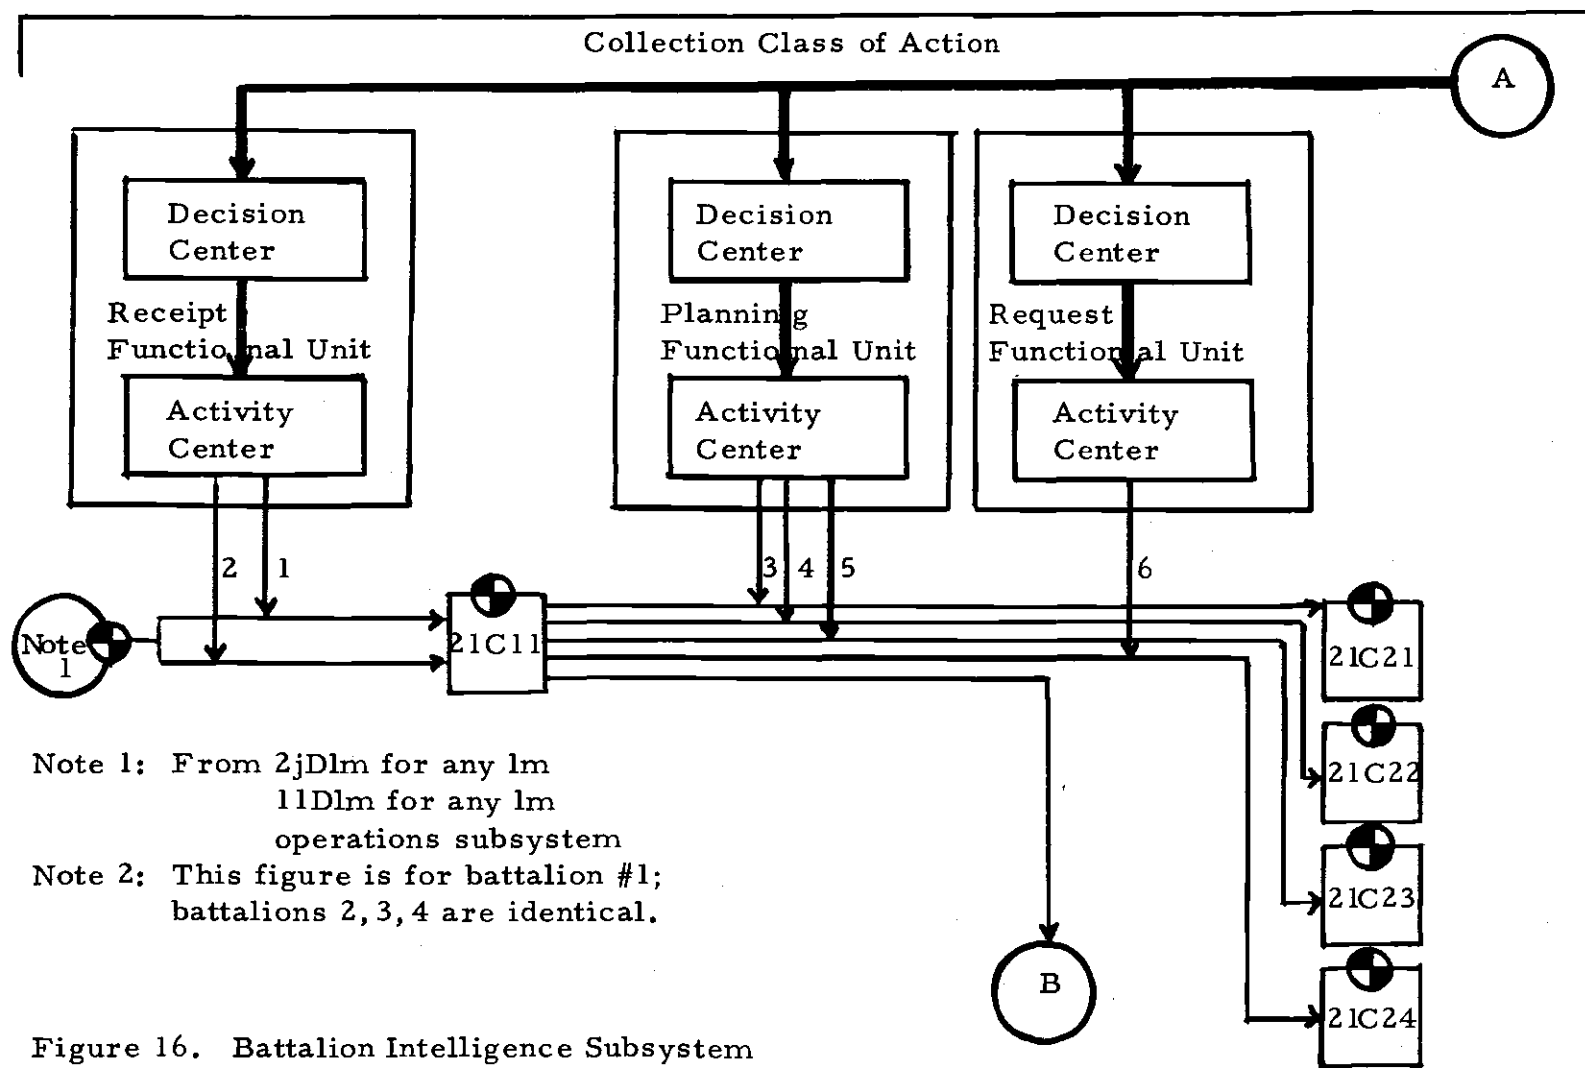 Collection Class of Action
A
Decision
Center
Receipt
Functional Unit
Activity
Center
Decision
Center
Planning
Functional Unit
Activity
Center
Decision
Center
Request
Functional Unit
Activity
Center
2
1
3
4
5
6
Note
1
21C11
21C21
21C22
21C23
21C24
B
Note 1: From 2jDlm for any lm
11Dlm for any lm
operations subsystem
Note 2: This figure is for battalion #1;
battalions 2, 3, 4 are identical.
Figure 16. Battalion Intelligence Subsystem